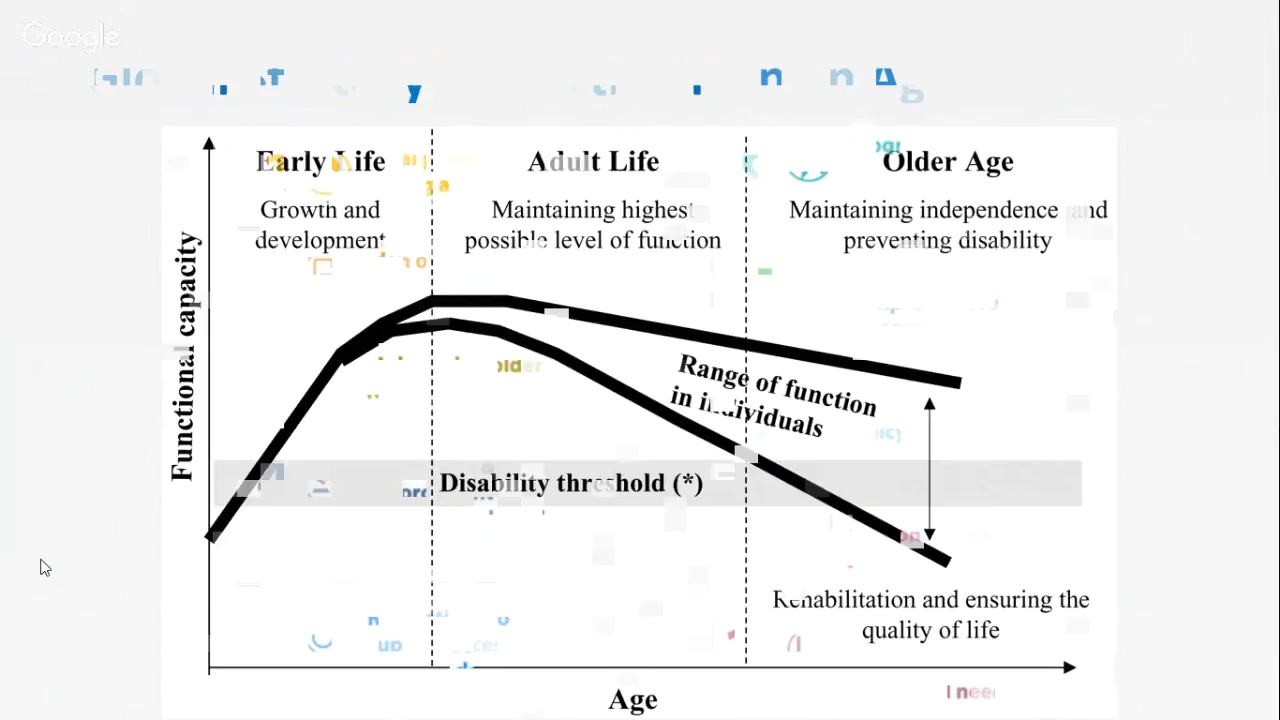 Google
Early Life
Adult Life
Older Age
Growth and
development
Maintaining highest
possible level of function
Maintaining independence and
preventing disability
Functional capacity
Range of function
in individuals
Disability threshold (*)
Rehabilitation and ensuring the
quality of life
Age
I need